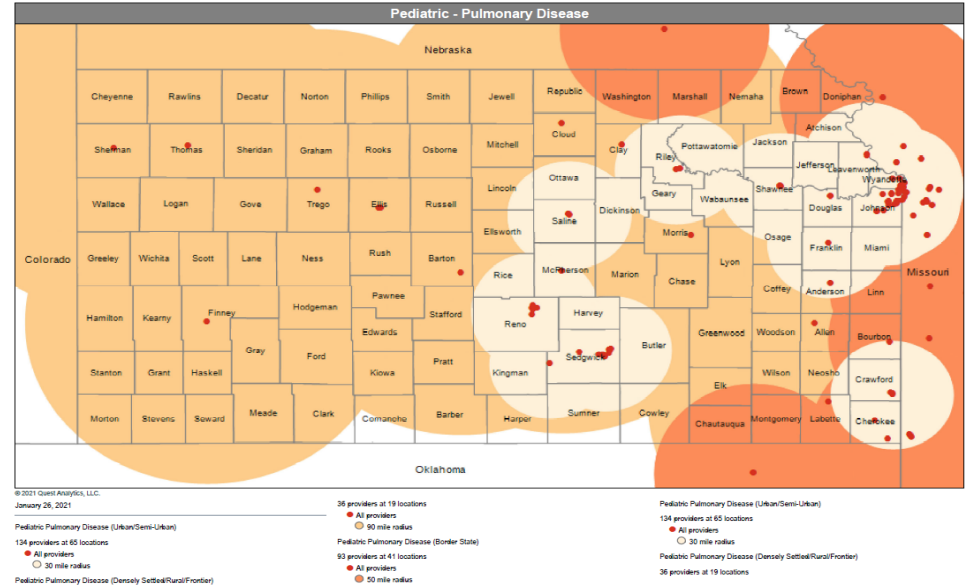 Pediatric - Pulmonary Disease
Nebraska
Cheyenne Rawlins Decatur Norton Phillips Smith Jewell Republic Washington Marshall Nemaha Brown Doniphan
Atchison
Sherman Thomas Sheridan Graham Rooks Osborne Mitchell Cloud Clay Riley Pottawatomie Jackson
Jefferson Leavenworth
Wyandotte
Wallace Logan Gove Trego Ellis Russell Lincoln Ottawa Geary Wabaunsee Shawnee
Dickinson Douglas Johnson
Saline
Ellsworth Morris Osage
Colorado Greeley Wichita Scott Lane Ness Rush Barton Franklin Miami
Rice McPherson Marion Lyon Missouri
Chase Coffey Anderson Linn
Hamilton Kearny Finney Hodgeman Pawnee Stafford Reno Harvey
Edwards Greenwood Woodson Allen Bourbon
Gray Ford Sedgwick Butler
Stanton Grant Haskell Kiowa Pratt Kingman Elk Wilson Neosho Crawford
Morton Stevens Seward Meade Clark Comanche Barber Harper Sumner Cowley Chautauqua Montgomery Labette Cherokee
Oklahoma
© 2021 Quest Analytics, LLC.
January 26, 2021
Pediatric Pulmonary Disease (Urban/Semi-Urban)
134 providers at 65 locations
All providers
30 mile radius
Pediatric Pulmonary Disease (Densely Settled/Rural/Frontier)
36 providers at 19 locations
All providers
90 mile radius
Pediatric Pulmonary Disease (Border State)
93 providers at 41 locations
All providers
50 mile radius
Pediatric Pulmonary Disease (Urban/Semi-Urban)
134 providers at 65 locations
All providers
30 mile radius
Pediatric Pulmonary Disease (Densely Settled/Rural/Frontier)
36 providers at 19 locations